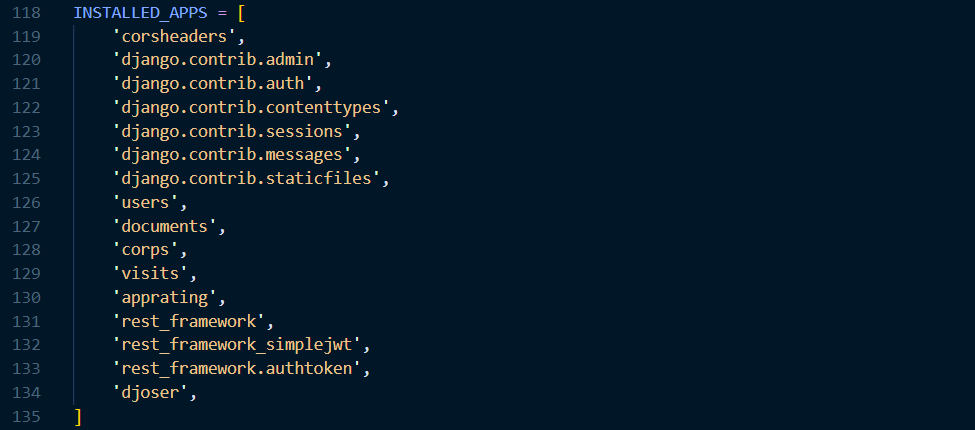 118 INSTALLED_APPS = [
119     'corsheaders',
120     'django.contrib.admin',
121     'django.contrib.auth',
122     'django.contrib.contenttypes',
123     'django.contrib.sessions',
124     'django.contrib.messages',
125     'django.contrib.staticfiles',
126     'users',
127     'documents',
128     'corps',
129     'visits',
130     'apprating',
131     'rest_framework',
132     'rest_framework_simplejwt',
133     'rest_framework.authtoken',
134     'djoser',
135 ]